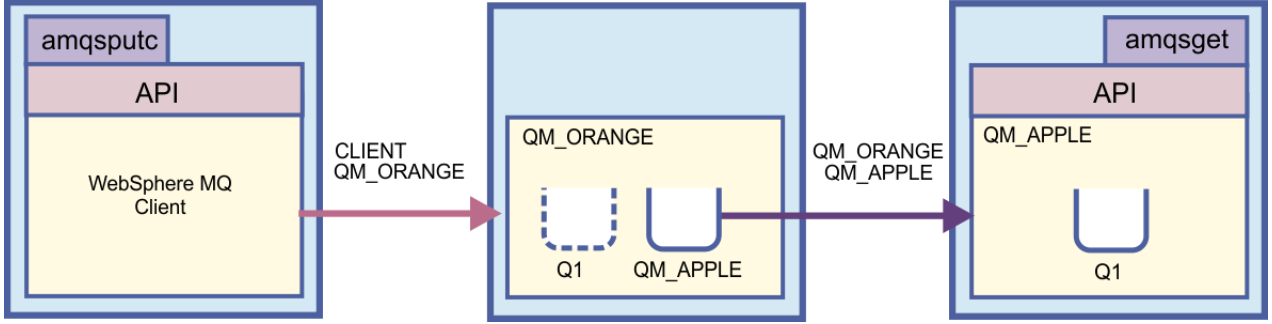 amqsputc
API
WebSphere MQ
Client
CLIENT
QM_ORANGE
QM_ORANGE
Q1
QM_APPLE
QM_ORANGE
QM_APPLE
amqsget
API
QM_APPLE
Q1